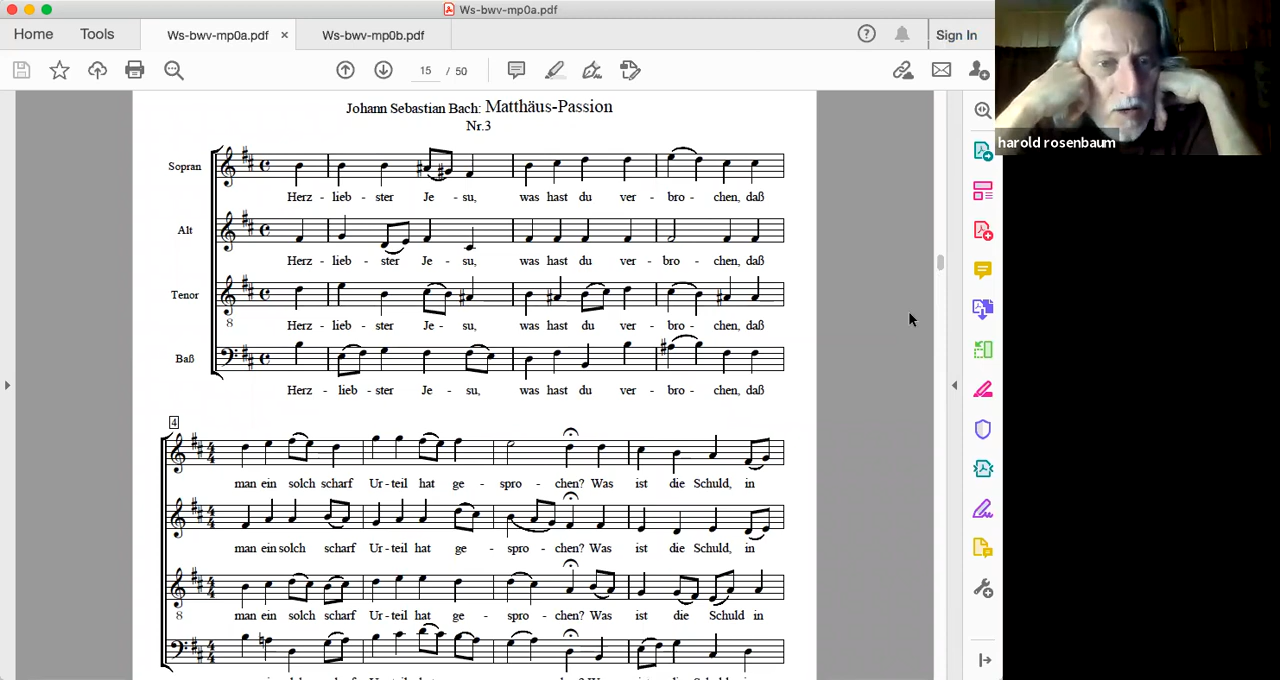 Ws-bwv-mp0a.pdf
Home Tools Ws-bwv-mp0a.pdf × Ws-bwv-mp0b.pdf Sign In
15 / 50
harold rosenbaum
Johann Sebastian Bach: Matthäus-Passion
Nr.3
Sopran
Herz - lieb - ster Je - su, was hast du ver - bro - chen, daß
Alt
Herz - lieb - ster Je - su, was hast du ver - bro - chen, daß
Tenor
8
Herz - lieb - ster Je - su, was hast du ver - bro - chen, daß
Baß
Herz - lieb - ster Je - su, was hast du ver - bro - chen, daß
4
man ein solch scharf Ur - teil hat ge - spro - chen? Was ist die Schuld, in
man ein solch scharf Ur - teil hat ge - spro - chen? Was ist die Schuld, in
8
man ein solch scharf Ur - teil hat ge - spro - chen? Was ist die Schuld in